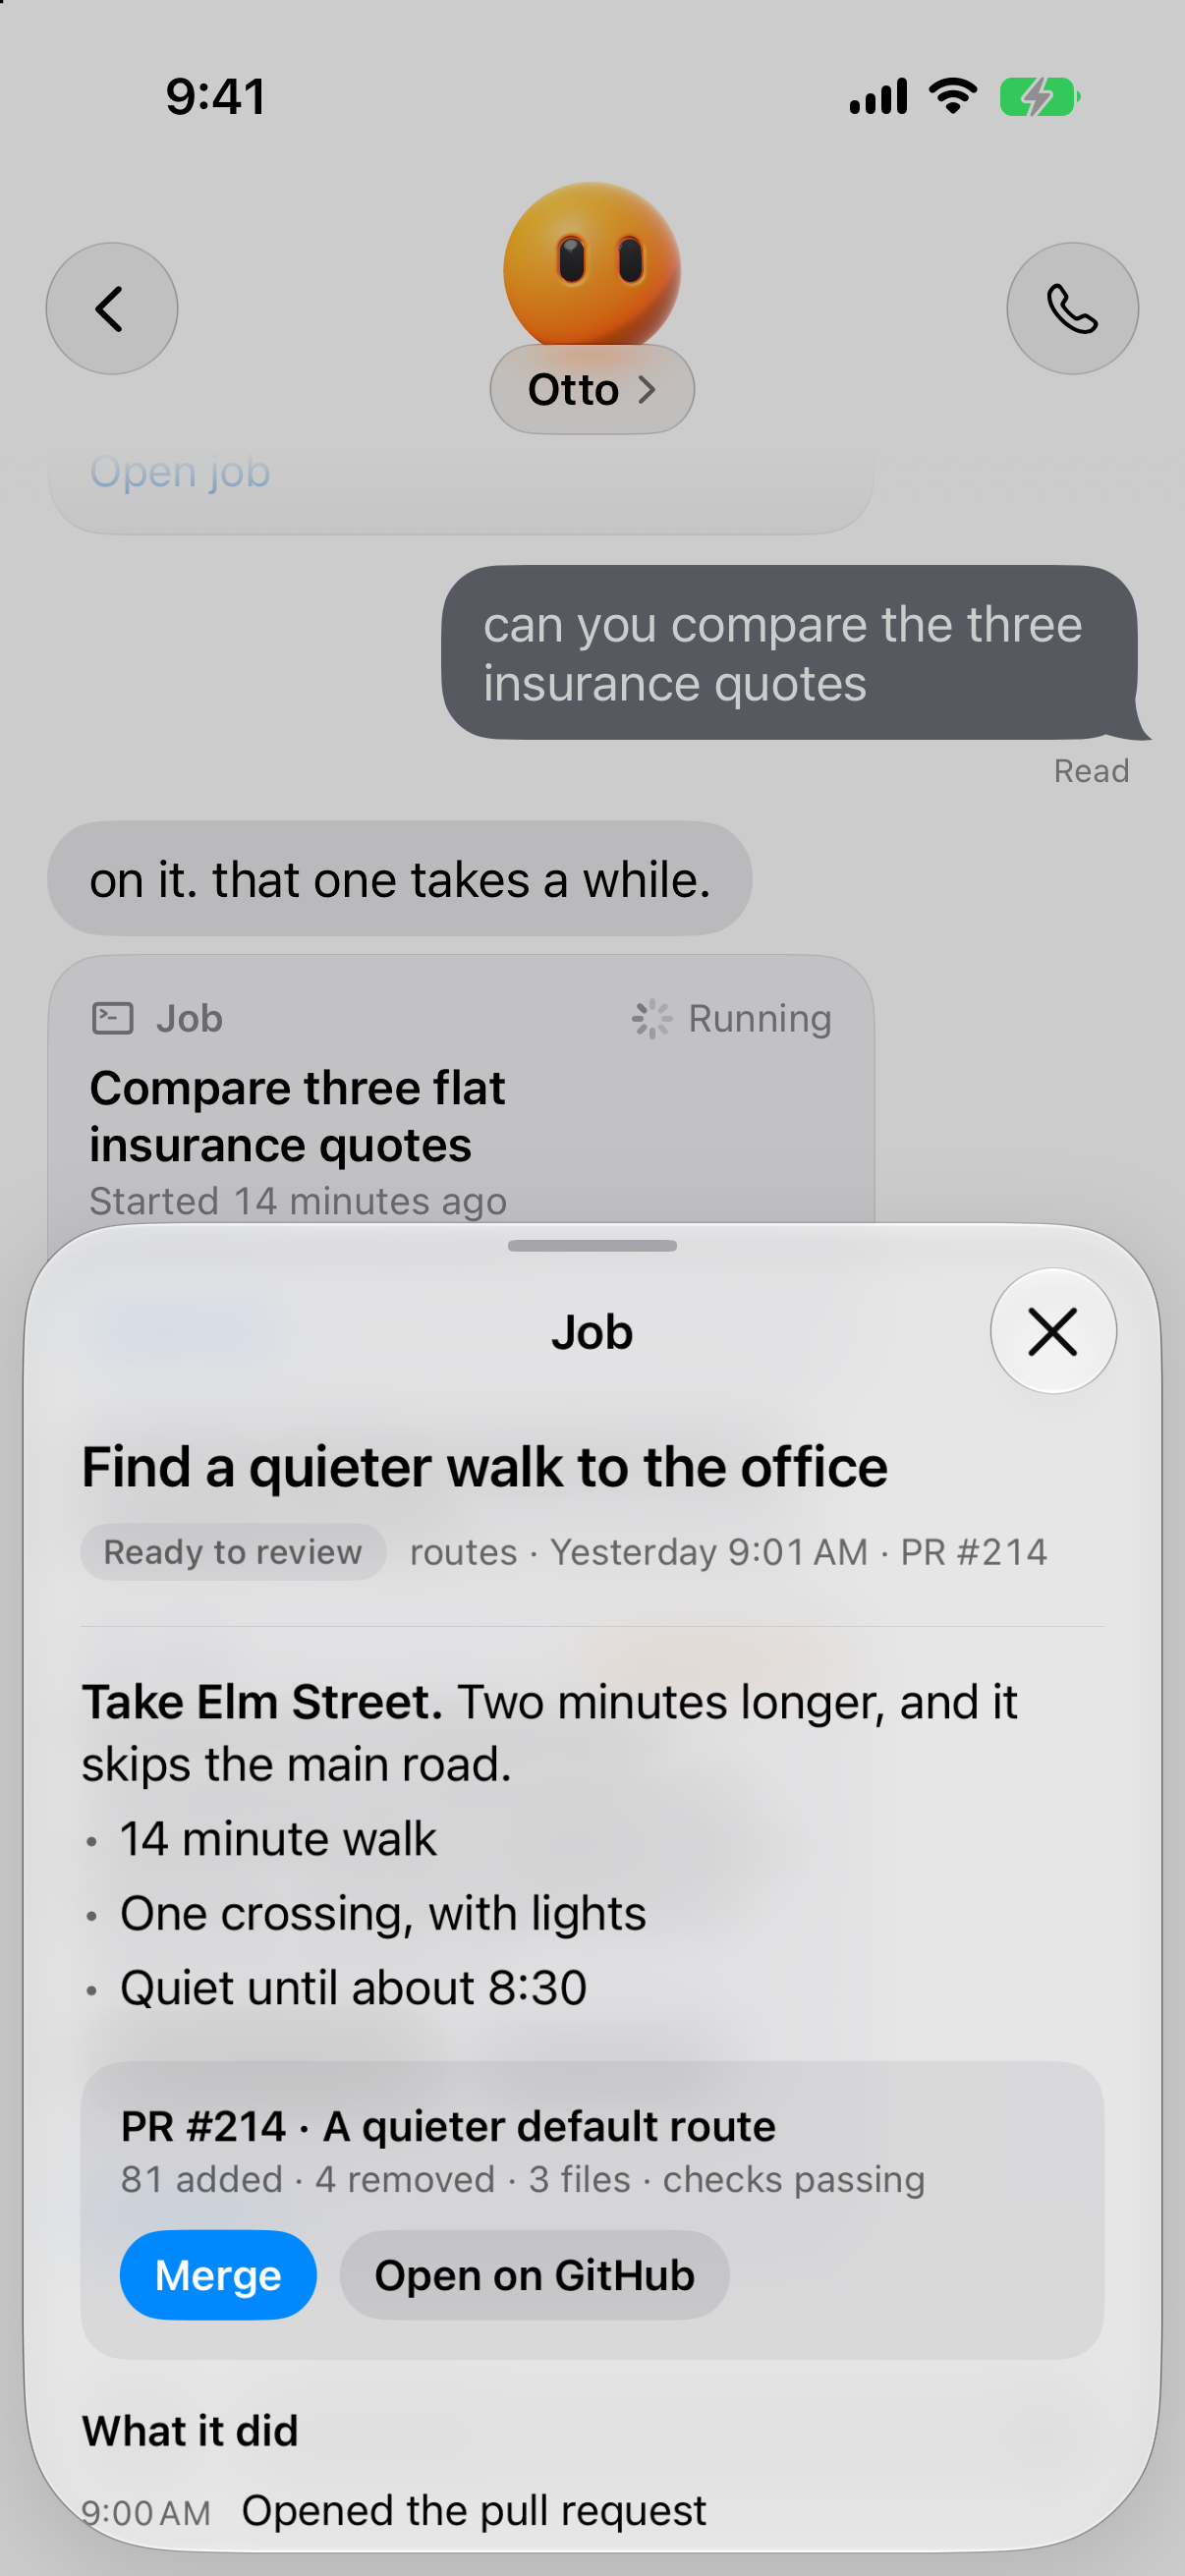 9:41
Otto
Open job
can you compare the three
insurance quotes
Read
on it. that one takes a while.
Job
Running
Compare three flat
insurance quotes
Started 14 minutes ago
Job
Find a quieter walk to the office
Ready to review routes · Yesterday 9:01 AM · PR #214
Take Elm Street. Two minutes longer, and it
skips the main road.
• 14 minute walk
• One crossing, with lights
• Quiet until about 8:30
PR #214 · A quieter default route
81 added · 4 removed · 3 files · checks passing
Merge
Open on GitHub
What it did
9:00 AM Opened the pull request